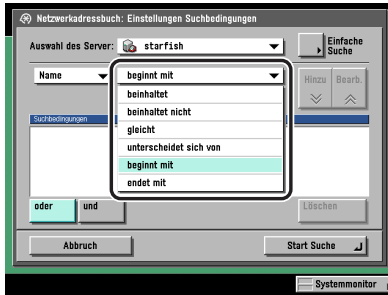 Netzwerkadressbuch: Einstellungen Suchbedingungen
Auswahl des Server: starfish Einfache Suche
Name beginnt mit Hinzu Bearb.
beinhaltet
beinhaltet nicht
Suchbedingungen
gleicht
unterscheidet sich von
beginnt mit
endet mit
oder und Löschen
Abbruch Start Suche
Systemmonitor